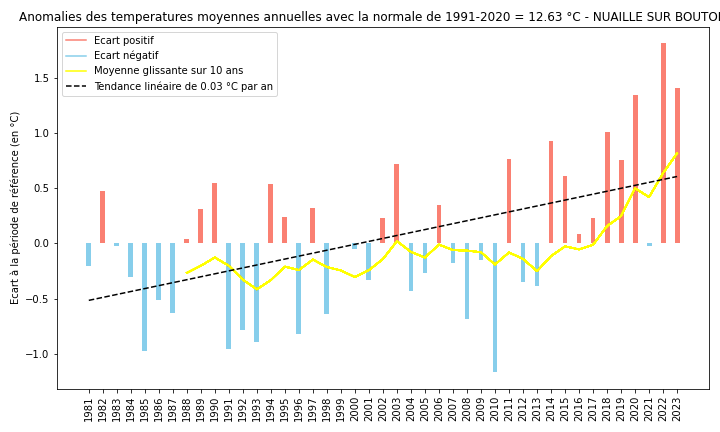 Anomalies des temperatures moyennes annuelles avec la normale de 1991-2020 = 12.63 °C - NUAILLE SUR BOUTO
Ecart positif
Ecart négatif
Moyenne glissante sur 10 ans
Tendance linéaire de 0.03 °C par an
Ecart à la période de référence (en °C)
1.5
1.0
0.5
0.0
−0.5
−1.0
1981 1982 1983 1984 1985 1986 1987 1988 1989 1990 1991 1992 1993 1994 1995 1996 1997 1998 1999 2000 2001 2002 2003 2004 2005 2006 2007 2008 2009 2010 2011 2012 2013 2014 2015 2016 2017 2018 2019 2020 2021 2022 2023